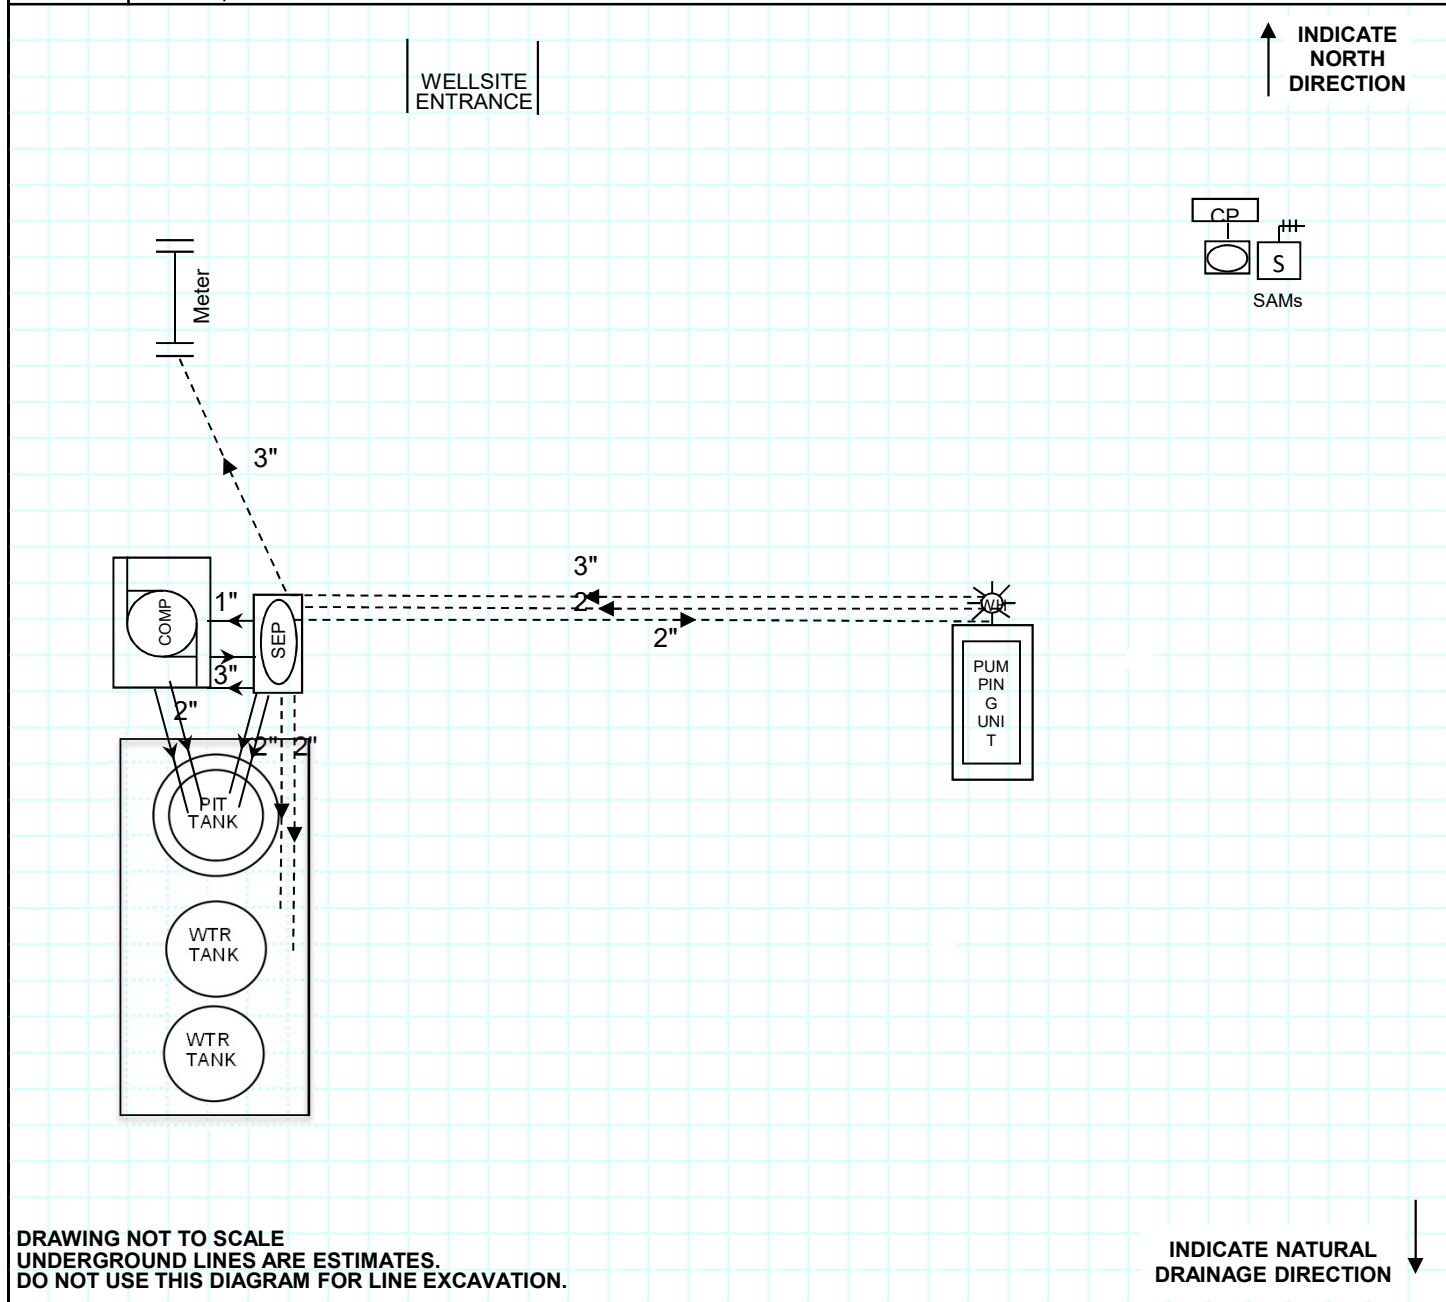 INDICATE
NORTH
DIRECTION
WELLSITE
ENTRANCE
CP
S
SAMs
Meter
3"
3"
2"
2"
WH
COMP
1"
SEP
3"
2"
2" 2"
PUM
PIN
G
UNI
T
PIT
TANK
WTR
TANK
WTR
TANK
DRAWING NOT TO SCALE
UNDERGROUND LINES ARE ESTIMATES.
DO NOT USE THIS DIAGRAM FOR LINE EXCAVATION.
INDICATE NATURAL
DRAINAGE DIRECTION